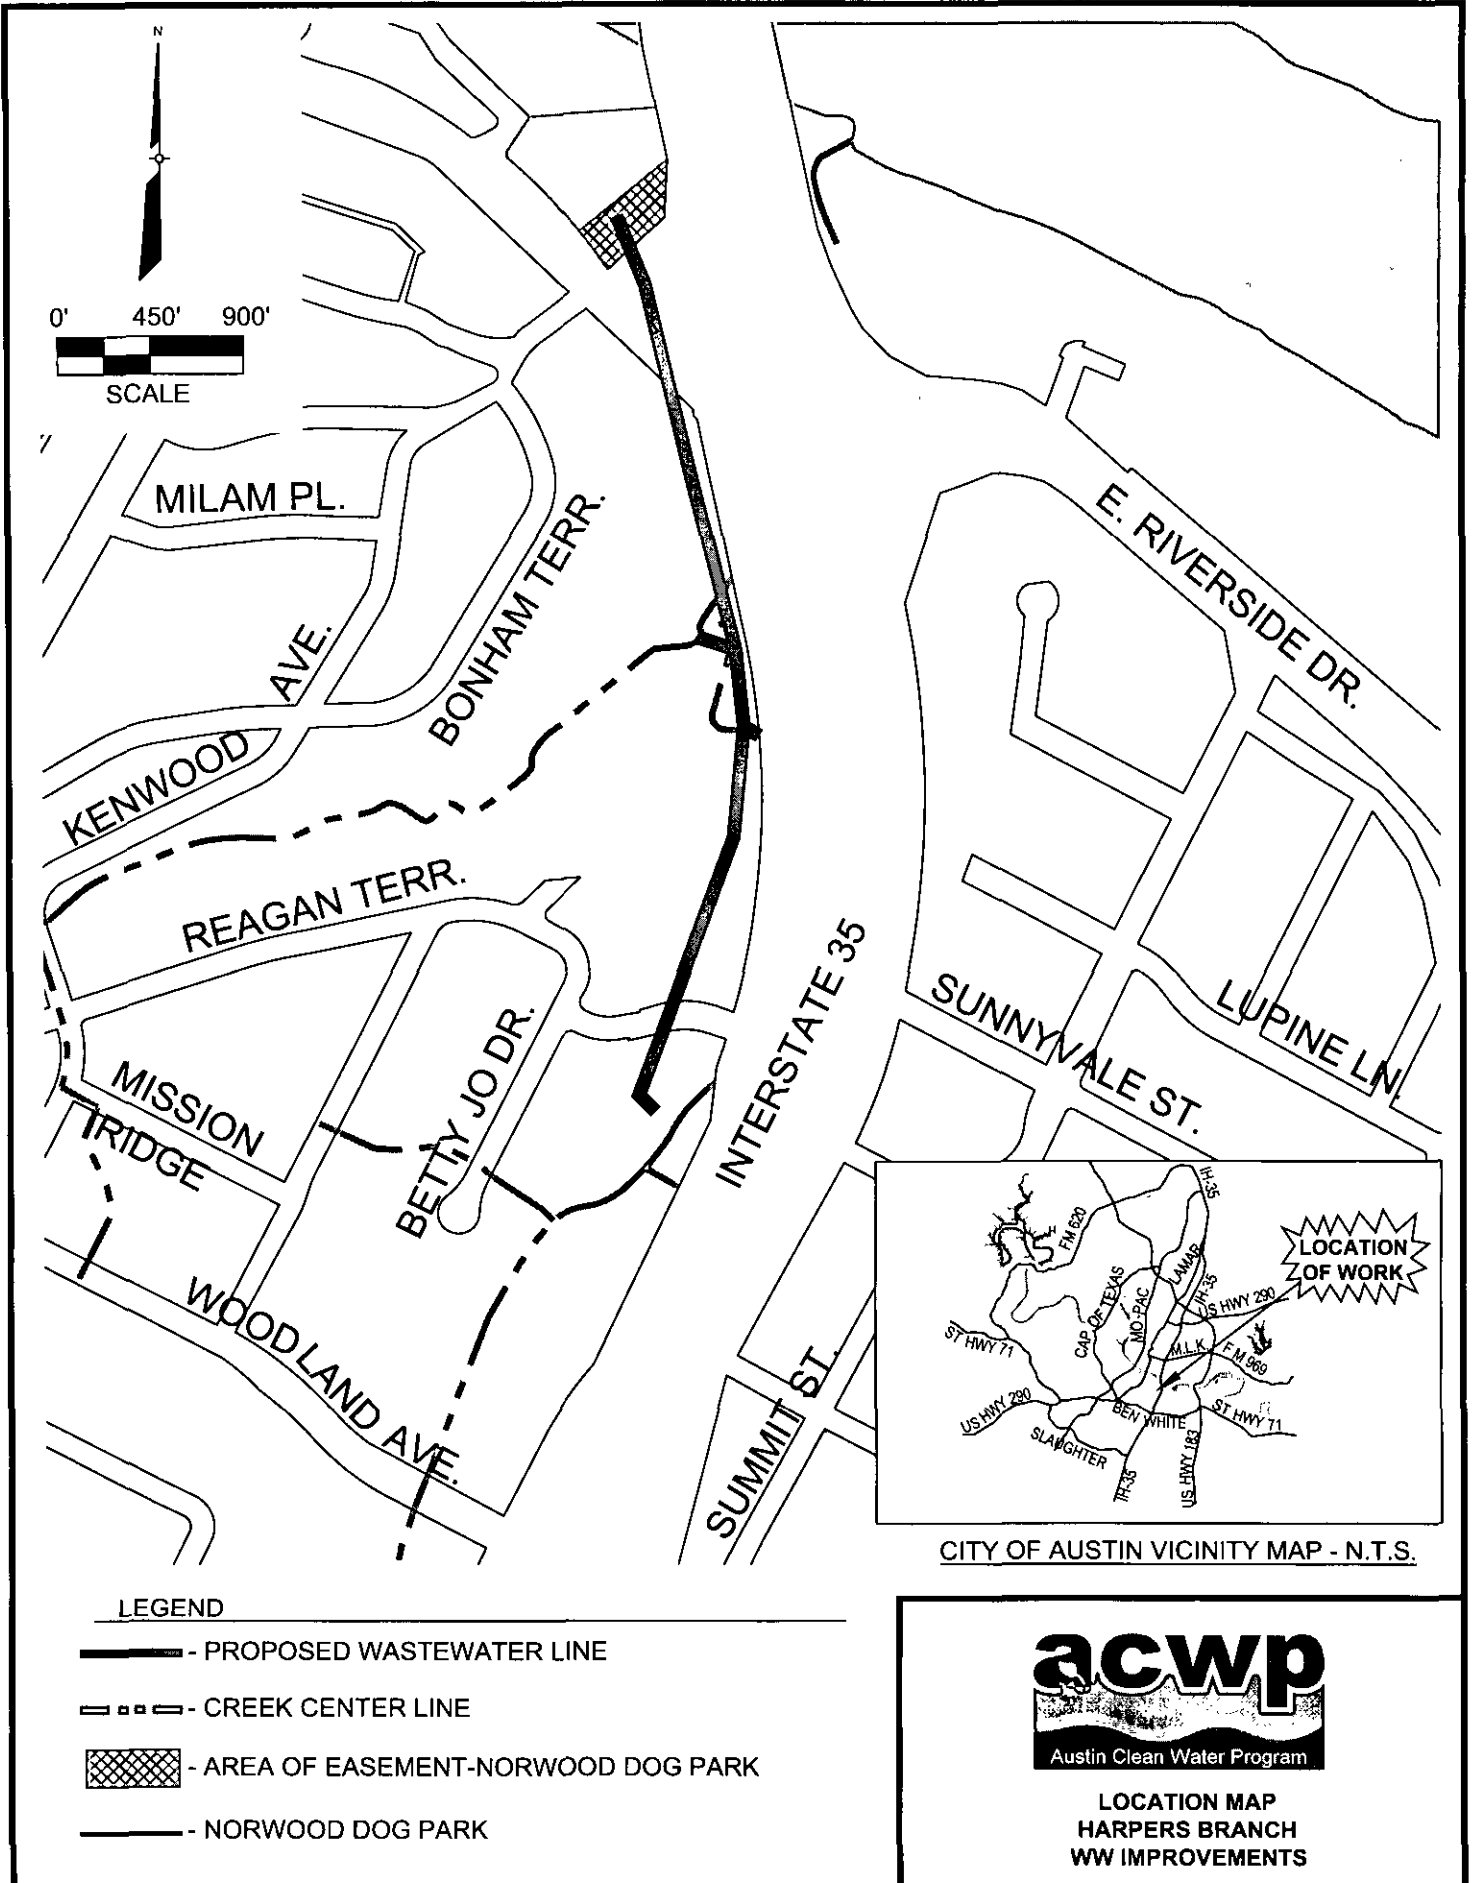 N
0' 450' 900'
SCALE
MILAM PL.
BONHAM TERR.
AVE.
KENWOOD
REAGAN TERR.
E. RIVERSIDE DR.
INTERSTATE 35
SUNNYVALE ST.
LUPINE LN.
MISSION
RIDGE
BETTY JO DR.
WOODLAND AVE.
SUMMIT ST.
IH-35
FM 620
LAMAR
CAP OF TEXAS
MO-PAC
IH-35
US HWY 290
LOCATION
OF WORK
ST HWY 71
M.L.K.
F M 969
US HWY 290
BEN WHITE
ST HWY 71
SLAUGHTER
IH-35
US HWY 183
CITY OF AUSTIN VICINITY MAP - N.T.S.
LEGEND
- PROPOSED WASTEWATER LINE
- CREEK CENTER LINE
- AREA OF EASEMENT-NORWOOD DOG PARK
- NORWOOD DOG PARK
acwp
Austin Clean Water Program
LOCATION MAP
HARPERS BRANCH
WW IMPROVEMENTS